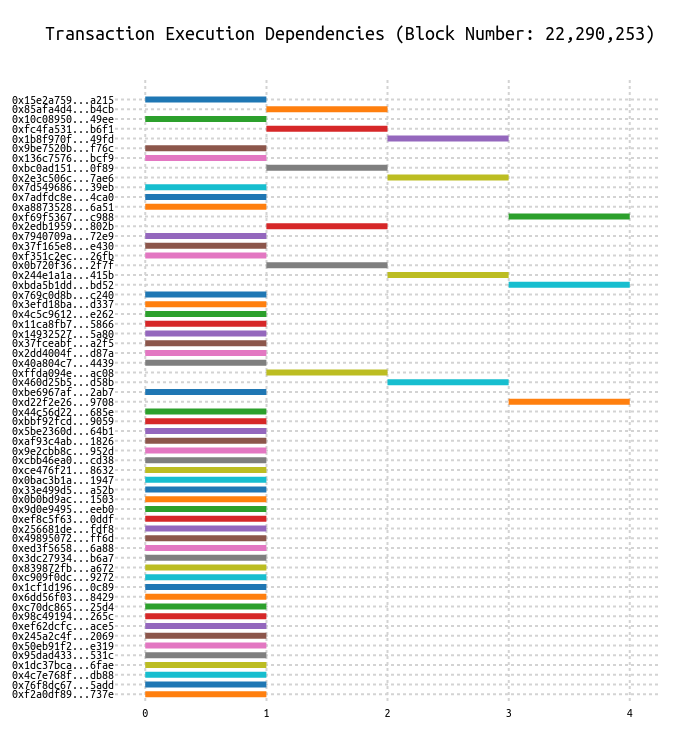 Transaction Execution Dependencies (Block Number: 22,290,253)
0x15e2a759...a215
0x85afa4d4...b4cb
0x10c08950...49ee
0xfc4fa531...b6f1
0x1b8f970f...49fd
0x9be7520b...f76c
0x136c7576...bcf9
0xbc0ad151...0f89
0x2e3c506c...7ae6
0x7d549686...39eb
0x7adfdc8e...4ca0
0xa8873528...6a51
0xf69f5367...c988
0x2edb1959...802b
0x7940709a...72e9
0x37f165e8...e430
0xf351c2ec...26fb
0x0b720f36...2f7f
0x244e1a1a...415b
0xbda5b1dd...bd52
0x769c0d8b...c240
0x3efd18ba...d337
0x4c5c9612...e262
0x11ca8fb7...5866
0x14932527...5a80
0x37fceabf...a2f5
0x2dd4004f...d87a
0x40a804c7...4439
0xffda094e...ac08
0x460d25b5...d58b
0xbe6967af...2ab7
0xd22f2e26...9708
0x44c56d22...685e
0xbbf92fcd...9059
0x5be2360d...64b1
0xaf93c4ab...1826
0x9e2cbb8c...952d
0xcbb46ea0...cd38
0xce476f21...8632
0x0bac3b1a...1947
0x33e499d5...a52b
0x0b0bd9ac...1503
0x9d0e9495...eeb0
0xef8c5f63...0ddf
0x256681de...fdf8
0x49895072...ff6d
0xed3f5658...6a88
0x3dc27934...b6a7
0x839872fb...a672
0xc909f0dc...9272
0x1cf1d196...0c89
0x6dd56f03...8429
0xc70dc865...25d4
0x98c49194...265c
0xef62dcfc...ace5
0x245a2c4f...2069
0x50eb91f2...e319
0x95dad433...531c
0x1dc37bca...6fae
0x4c7e768f...db88
0x76f8dc67...5add
0xf2a0df89...737e
0 1 2 3 4